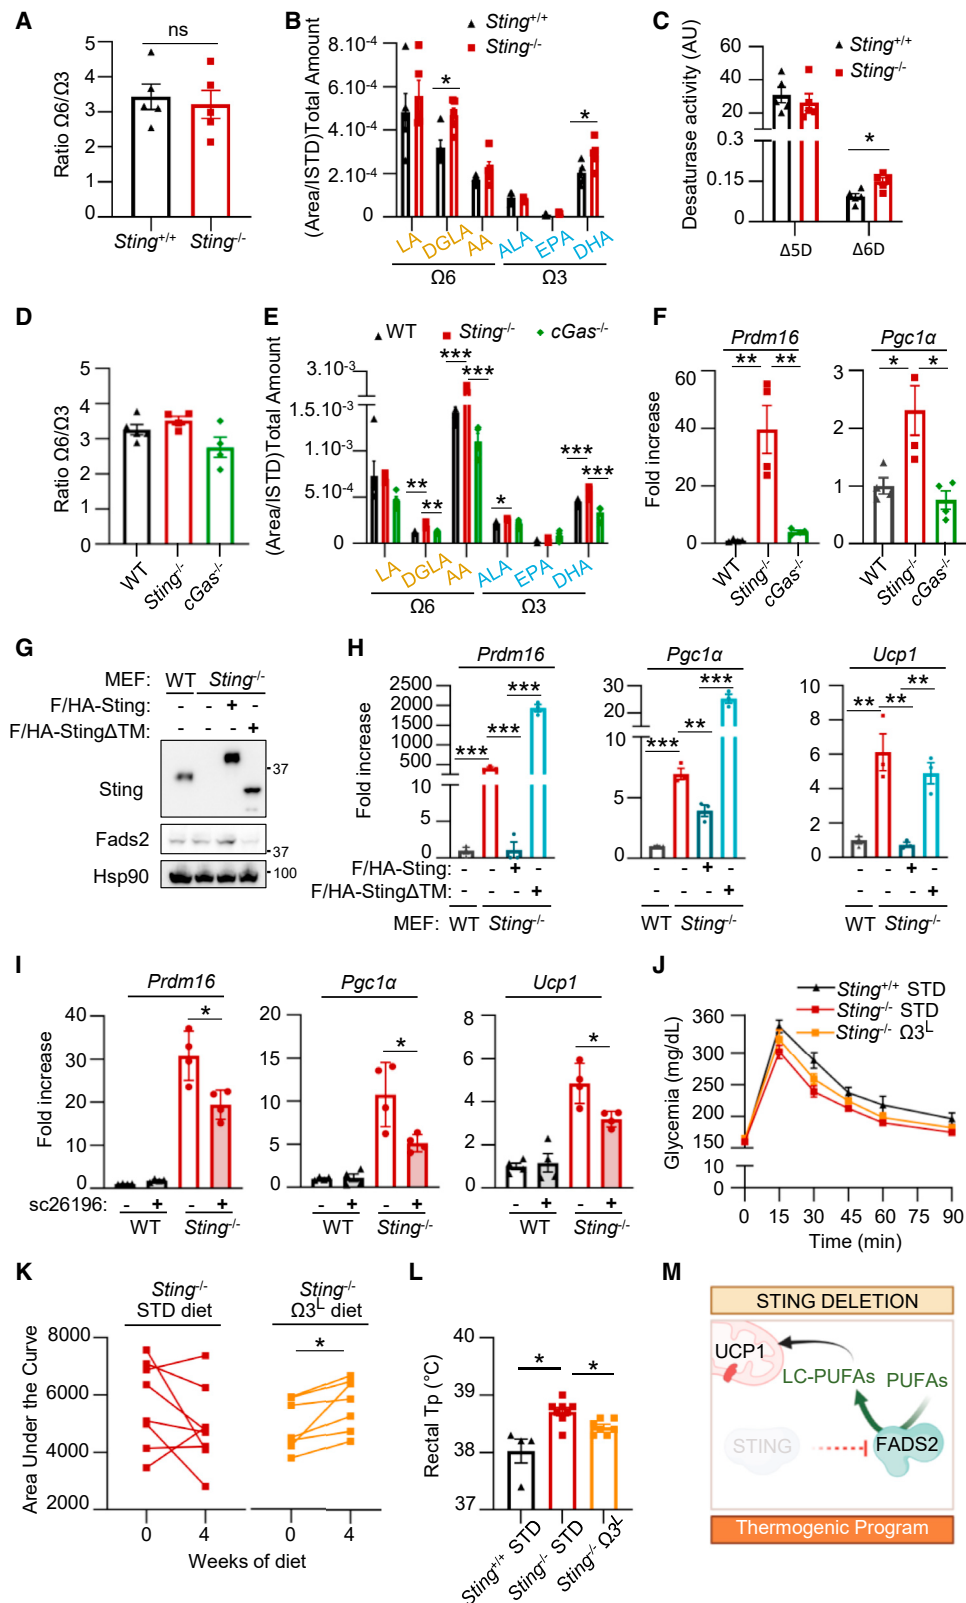 A
Ratio Ω6/Ω3
5
4
3
2
1
0
ns
Sting+/+
Sting-/-
B
(Area/ISTD)Total Amount
8.10-4
6.10-4
4.10-4
2.10-4
0
Sting+/+
Sting-/-
*
*
LA
DGLA
AA
ALA
EPA
DHA
Ω6
Ω3
C
Desaturase activity (AU)
60
40
20
0.3
0.15
0
Sting+/+
Sting-/-
*
Δ5D
Δ6D
D
Ratio Ω6/Ω3
5
4
3
2
1
0
WT
Sting-/-
cGas-/-
E
(Area/ISTD)Total Amount
WT
Sting-/-
cGas-/-
3.10-3
1.5.10-3
1.10-3
5.10-4
0
**
**
***
***
*
***
***
LA
DGLA
AA
ALA
EPA
DHA
Ω6
Ω3
F
Fold increase
Prdm16
** **
60
40
20
0
WT
Sting-/-
cGas-/-
Pgc1α
* *
3
2
1
0
WT
Sting-/-
cGas-/-
G
MEF: WT Sting-/-
F/HA-Sting: - - + -
F/HA-StingΔTM: - - - +
Sting
37
Fads2
37
Hsp90
100
H
Fold increase
Prdm16
2500
2000
1500
1000
500
10
5
0
***
***
***
Pgc1α
30
20
10
10
5
0
***
**
***
Ucp1
10
8
6
4
2
0
** **
**
F/HA-Sting: - - + - - - + - - - + -
F/HA-StingΔTM: - - - + - - - + - - - +
MEF: WT Sting-/- WT Sting-/- WT Sting-/-
I
Fold increase
Prdm16
40
30
20
10
0
*
Pgc1α
20
15
10
5
0
*
Ucp1
8
6
4
2
0
*
sc26196: - + - + - + - + - + - +
WT Sting-/- WT Sting-/- WT Sting-/-
J
Glycemia (mg/dL)
Sting+/+ STD
Sting-/- STD
Sting-/- Ω3L
360
300
250
200
150
10
0
0 15 30 45 60 75 90
Time (min)
K
Area Under the Curve
Sting-/-
STD diet
Sting-/-
Ω3L diet
*
8000
6000
4000
2000
0 4 0 4
Weeks of diet
L
Rectal Tp (°C)
40
39
38
37
* *
Sting+/+ STD
Sting-/- STD
Sting-/- Ω3L
M
STING DELETION
UCP1
LC-PUFAs
PUFAs
STING
FADS2
Thermogenic Program